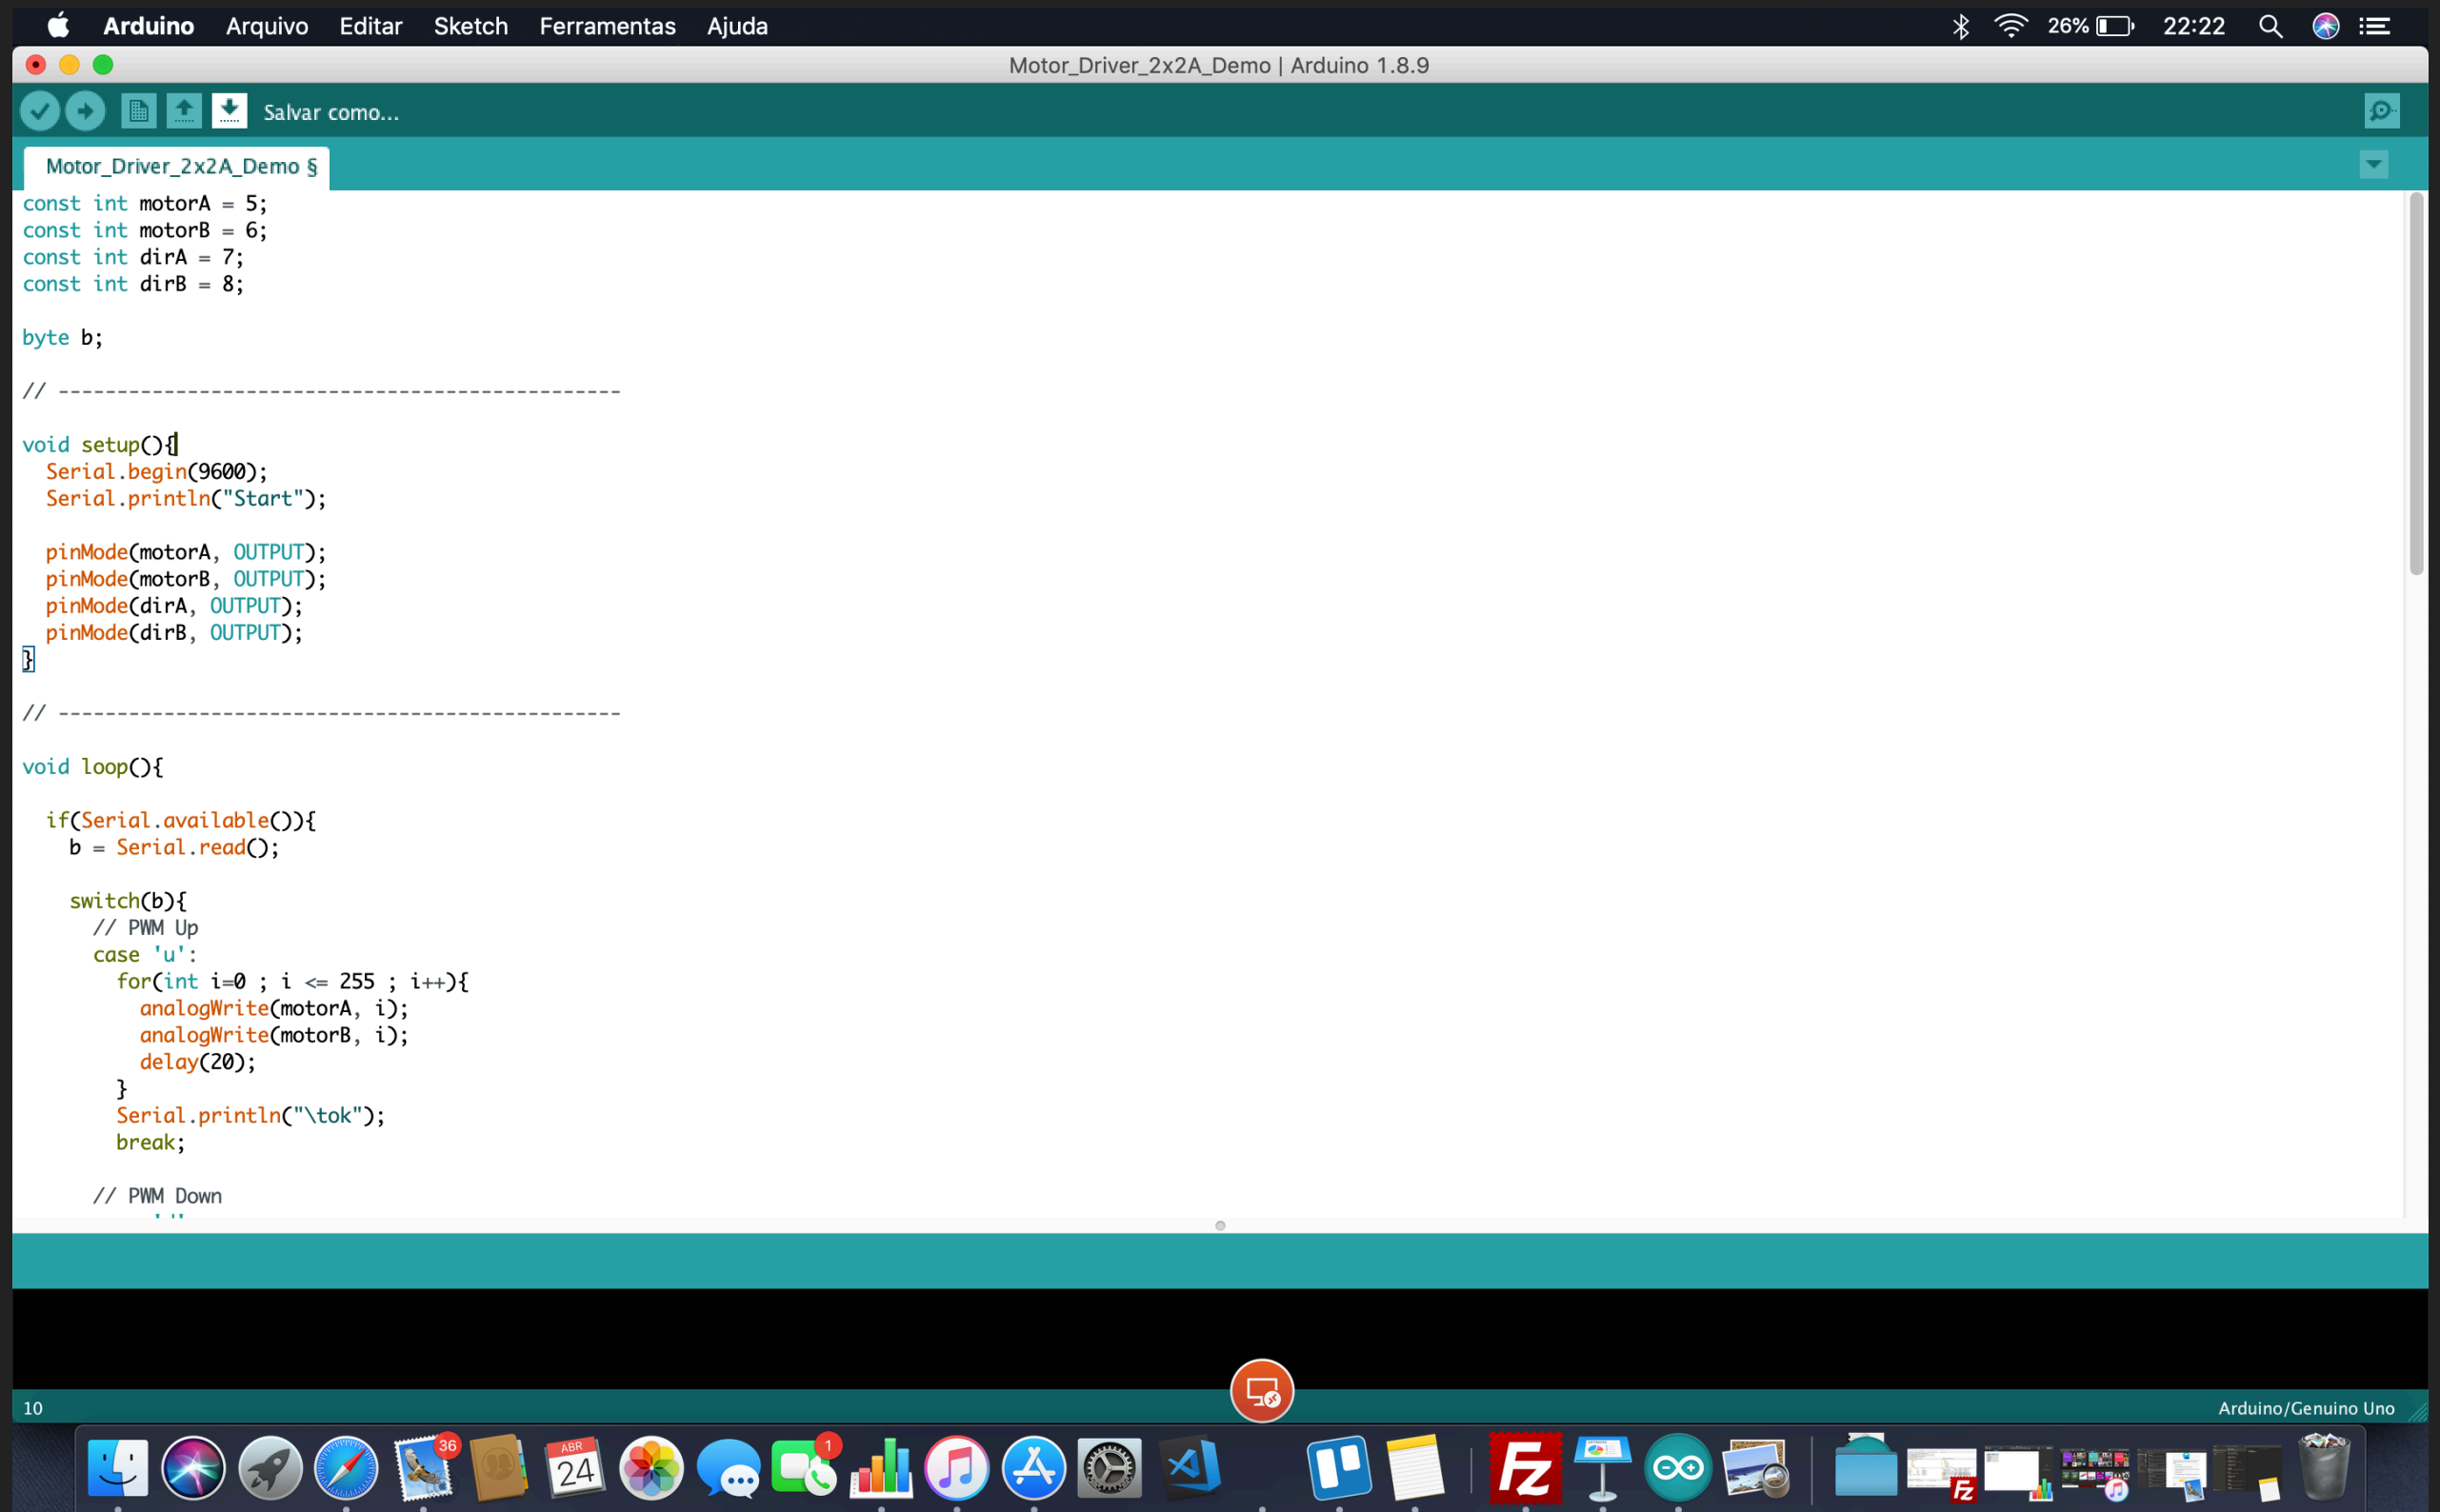 Arduino Arquivo Editar Sketch Ferramentas Ajuda 26% 22:22
Motor_Driver_2x2A_Demo | Arduino 1.8.9
Salvar como...
Motor_Driver_2x2A_Demo §
const int motorA = 5;
const int motorB = 6;
const int dirA = 7;
const int dirB = 8;
byte b;
// ------------------------------------------------
void setup(){
Serial.begin(9600);
Serial.println("Start");
pinMode(motorA, OUTPUT);
pinMode(motorB, OUTPUT);
pinMode(dirA, OUTPUT);
pinMode(dirB, OUTPUT);
}
// ------------------------------------------------
void loop(){
if(Serial.available()){
b = Serial.read();
switch(b){
// PWM Up
case 'u':
for(int i=0 ; i <= 255 ; i++){
analogWrite(motorA, i);
analogWrite(motorB, i);
delay(20);
}
Serial.println("\tok");
break;
// PWM Down
10 Arduino/Genuino Uno
36
ABR
24
1
Fz
Fz